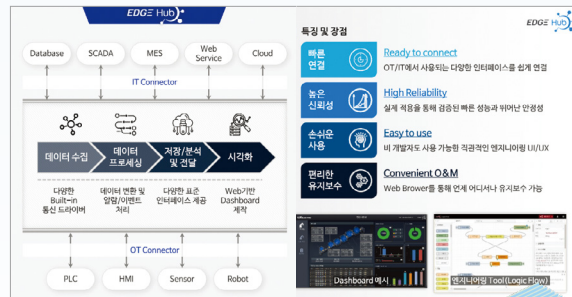 EDGE Hub
Database
SCADA
MES
Web
Service
Cloud
IT Connector
데이터 수집
데이터
프로세싱
저장/분석
및 전달
시각화
다양한
Built-in
통신 드라이버
데이터 변환 및
알람/이벤트
처리
다양한 표준
인터페이스 제공
Web기반
Dashboard
제작
OT Connector
PLC
HMI
Sensor
Robot
EDGE Hub
특징 및 장점
빠른
연결
Ready to connect
OT/IT에서 사용되는 다양한 인터페이스를 쉽게 연결
높은
신뢰성
High Reliability
실제 적용을 통해 검증된 빠른 성능과 뛰어난 안정성
손쉬운
사용
Easy to use
비 개발자도 사용 가능한 직관적인 엔지니어링 UI/UX
편리한
유지보수
Convenient O&M
Web Brower를 통해 언제 어디서나 유지보수 가능
Dashboard 예시
엔지니어링 Tool(Logic Flow)